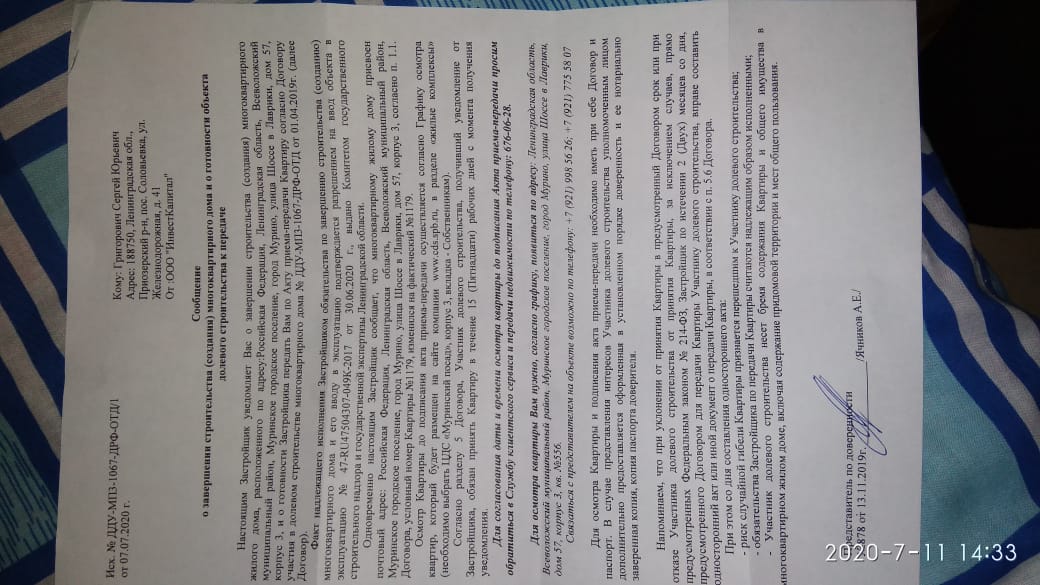 Исх. № ДДУ-МПЗ-1067-ДРФ-ОТД/1
от 07.07.2020 г.
Кому: Григорович Сергей Юрьевич
Адрес: 188750, Ленинградская обл.,
Приозерский р-н, пос. Соловьевка, ул.
Железнодорожная, д. 41
От :ООО "ИнвестКапитал"
Сообщение
о завершении строительства (создания) многоквартирного дома и о готовности объекта
долевого строительства к передаче
Настоящим Застройщик уведомляет Вас о завершении строительства (создания) многоквартирного
жилого дома, расположенного по адресу:Российская Федерация, Ленинградская область, Всеволожский
муниципальный район, Муринское городское поселение, город Мурино, улица Шоссе в Лаврики, дом 57,
корпус 3, и о готовности Застройщика передать Вам по Акту приема-передачи Квартиру согласно Договору
участия в долевом строительстве многоквартирного дома № ДДУ-МПЗ-1067-ДРФ-ОТД от 01.04.2019г. (далее
Договор).
Факт надлежащего исполнения Застройщиком обязательства по завершению строительства (созданию)
многоквартирного дома и его вводу в эксплуатацию подтверждается разрешением на ввод объекта в
эксплуатацию № 47-RU47504307-049К-2017 от 30.06.2020 г., выдано Комитетом государственного
строительного надзора и государственной экспертизы Ленинградской области.
Одновременно настоящим Застройщик сообщает, что многоквартирному жилому дому присвоен
почтовый адрес: Российская Федерация, Ленинградская область, Всеволожский муниципальный район,
Муринское городское поселение, город Мурино, улица Шоссе в Лаврики, дом 57, корпус 3, согласно п. 1.1.
Договора, условный номер Квартиры №1179, изменился на фактический №1179.
Осмотр Квартиры до подписания акта приема-передачи осуществляется согласно Графику осмотра
квартир, который будет размещен на сайте компании www.cds.spb.ru, в разделе «жилые комплексы»
(необходимо выбрать ЦДС «Муринский посад», корпус 3, вкладка - Собственникам).
Согласно разделу 5 Договора, Участник долевого строительства, получивший уведомление от
Застройщика, обязан принять Квартиру в течение 15 (Пятнадцати) рабочих дней с момента получения
уведомления.
Для согласования даты и времени осмотра квартиры до подписания Акта приема-передачи просим
обратиться в Службу клиентского сервиса и передачи недвижимости по телефону: 676-06-28.
Для осмотра квартиры Вам нужно, согласно графику, появиться по адресу: Ленинградская область,
Всеволожский муниципальный район, Муринское городское поселение, город Мурино, улица Шоссе в Лаврики,
дом 57, корпус 3, кв. №556.
Связаться с представителем на объекте возможно по телефону: +7 (921) 998 56 26; +7 (921) 775 58 07
Для осмотра Квартиры и подписания акта приема-передачи необходимо иметь при себе Договор и
паспорт. В случае представления интересов Участника долевого строительства уполномоченным лицом
дополнительно предоставляется оформленная в установленном порядке доверенность и ее нотариально
заверенная копия, копия паспорта доверителя.
Напоминаем, что при уклонении от принятия Квартиры в предусмотренный Договором срок или при
отказе Участника долевого строительства от принятия Квартиры, за исключением случаев, прямо
предусмотренных Федеральным законом № 214-ФЗ, Застройщик по истечении 2 (Двух) месяцев со дня,
предусмотренного Договором для передачи Квартиры Участнику долевого строительства, вправе составить
односторонний акт или иной документ о передачи Квартиры, в соответствии с п. 5.6 Договора.
При этом со дня составления одностороннего акта:
- риск случайной гибели Квартиры признается перешедшим к Участнику долевого строительства;
- обязательства Застройщика по передачи Квартиры считаются надлежащим образом исполненными;
- Участник долевого строительства несет бремя содержания Квартиры и общего имущества в
многоквартирном жилом доме, включая содержание придомовой территории и мест общего пользования.
редставитель по доверенности
878 от 13.11.2019г. /Ячников А.Е./
2020-7-11 14:33